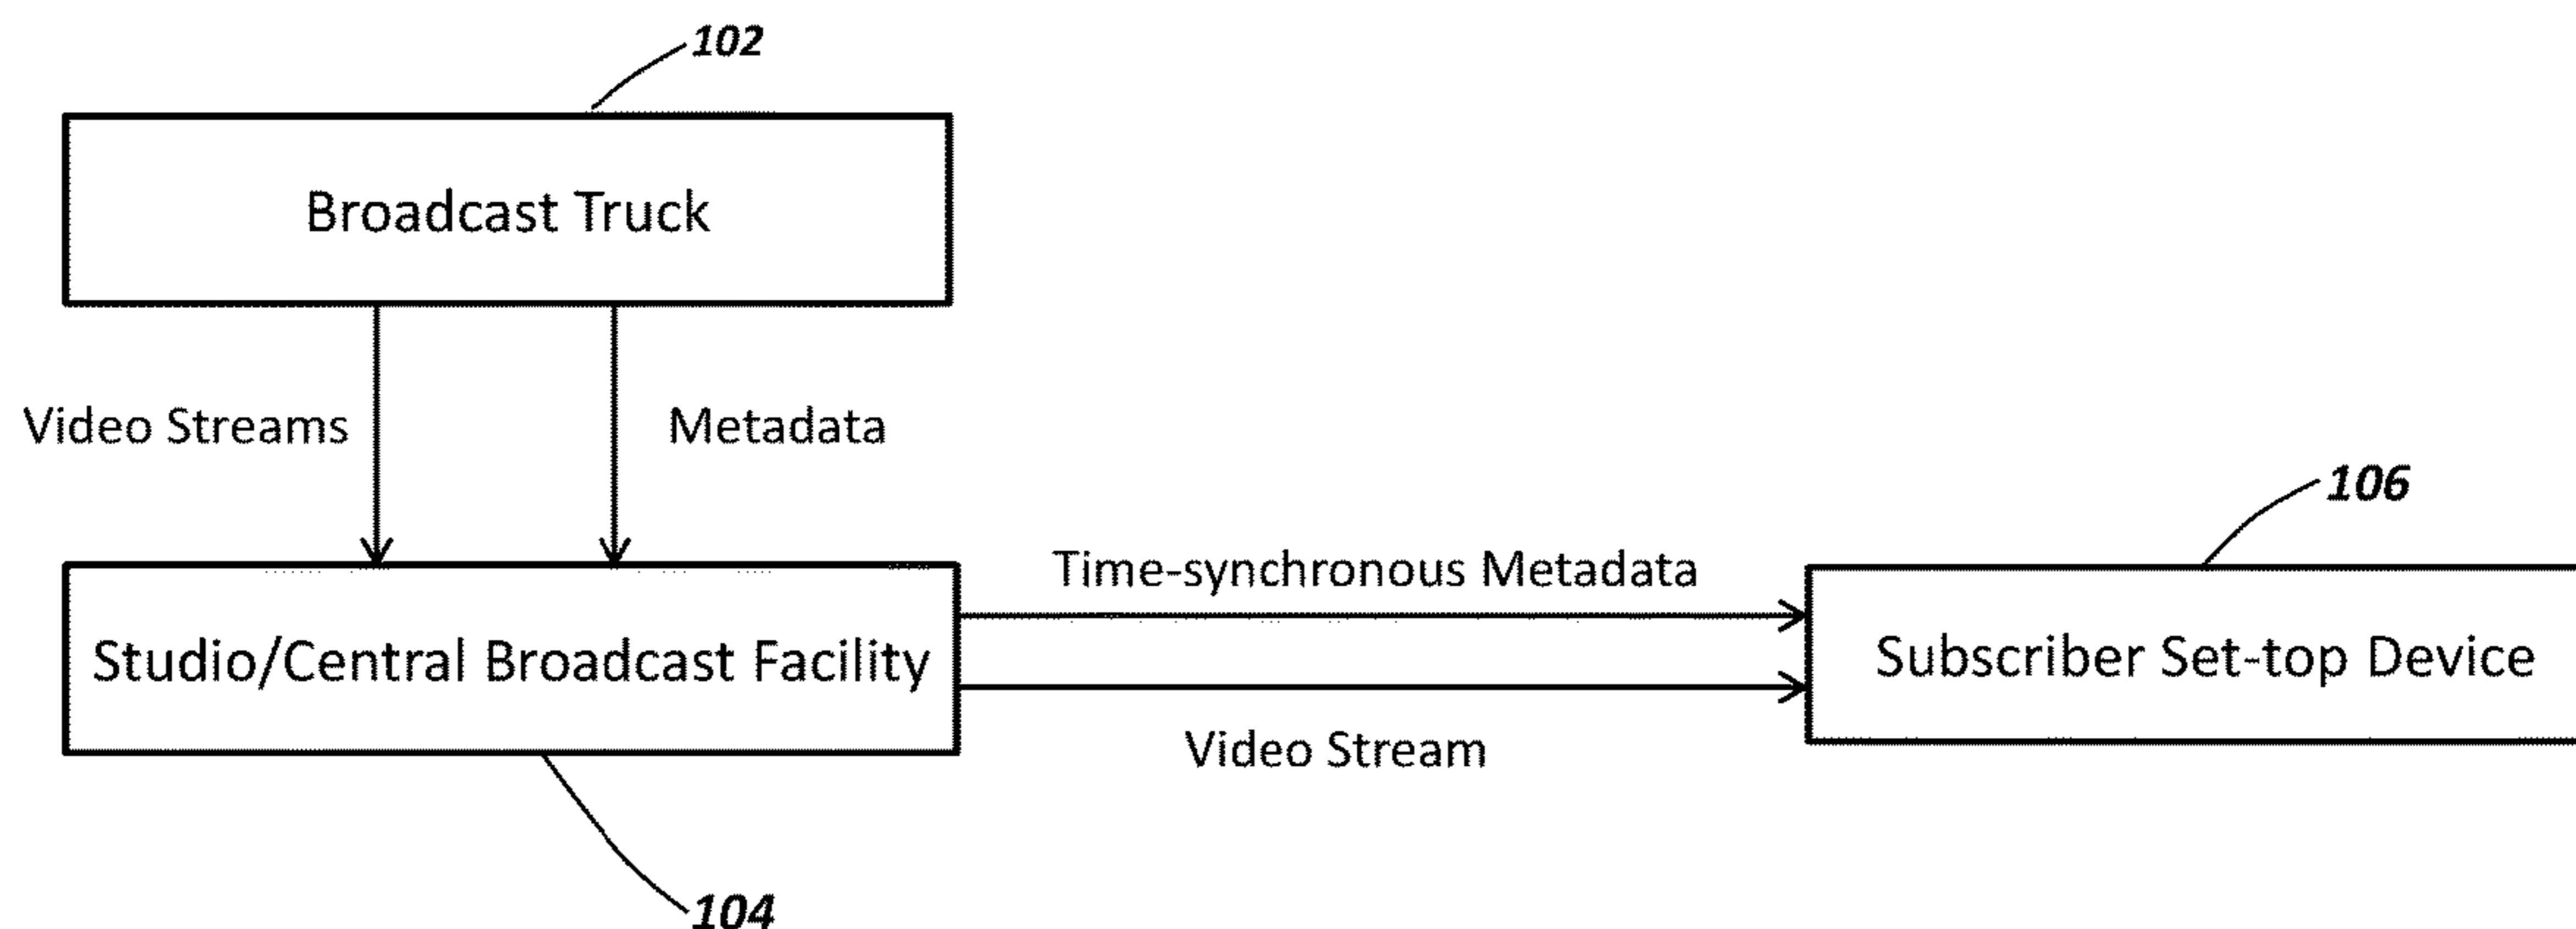 102
Broadcast Truck
Video Streams
Metadata
106
Time-synchronous Metadata
Studio/Central Broadcast Facility
Subscriber Set-top Device
Video Stream
104